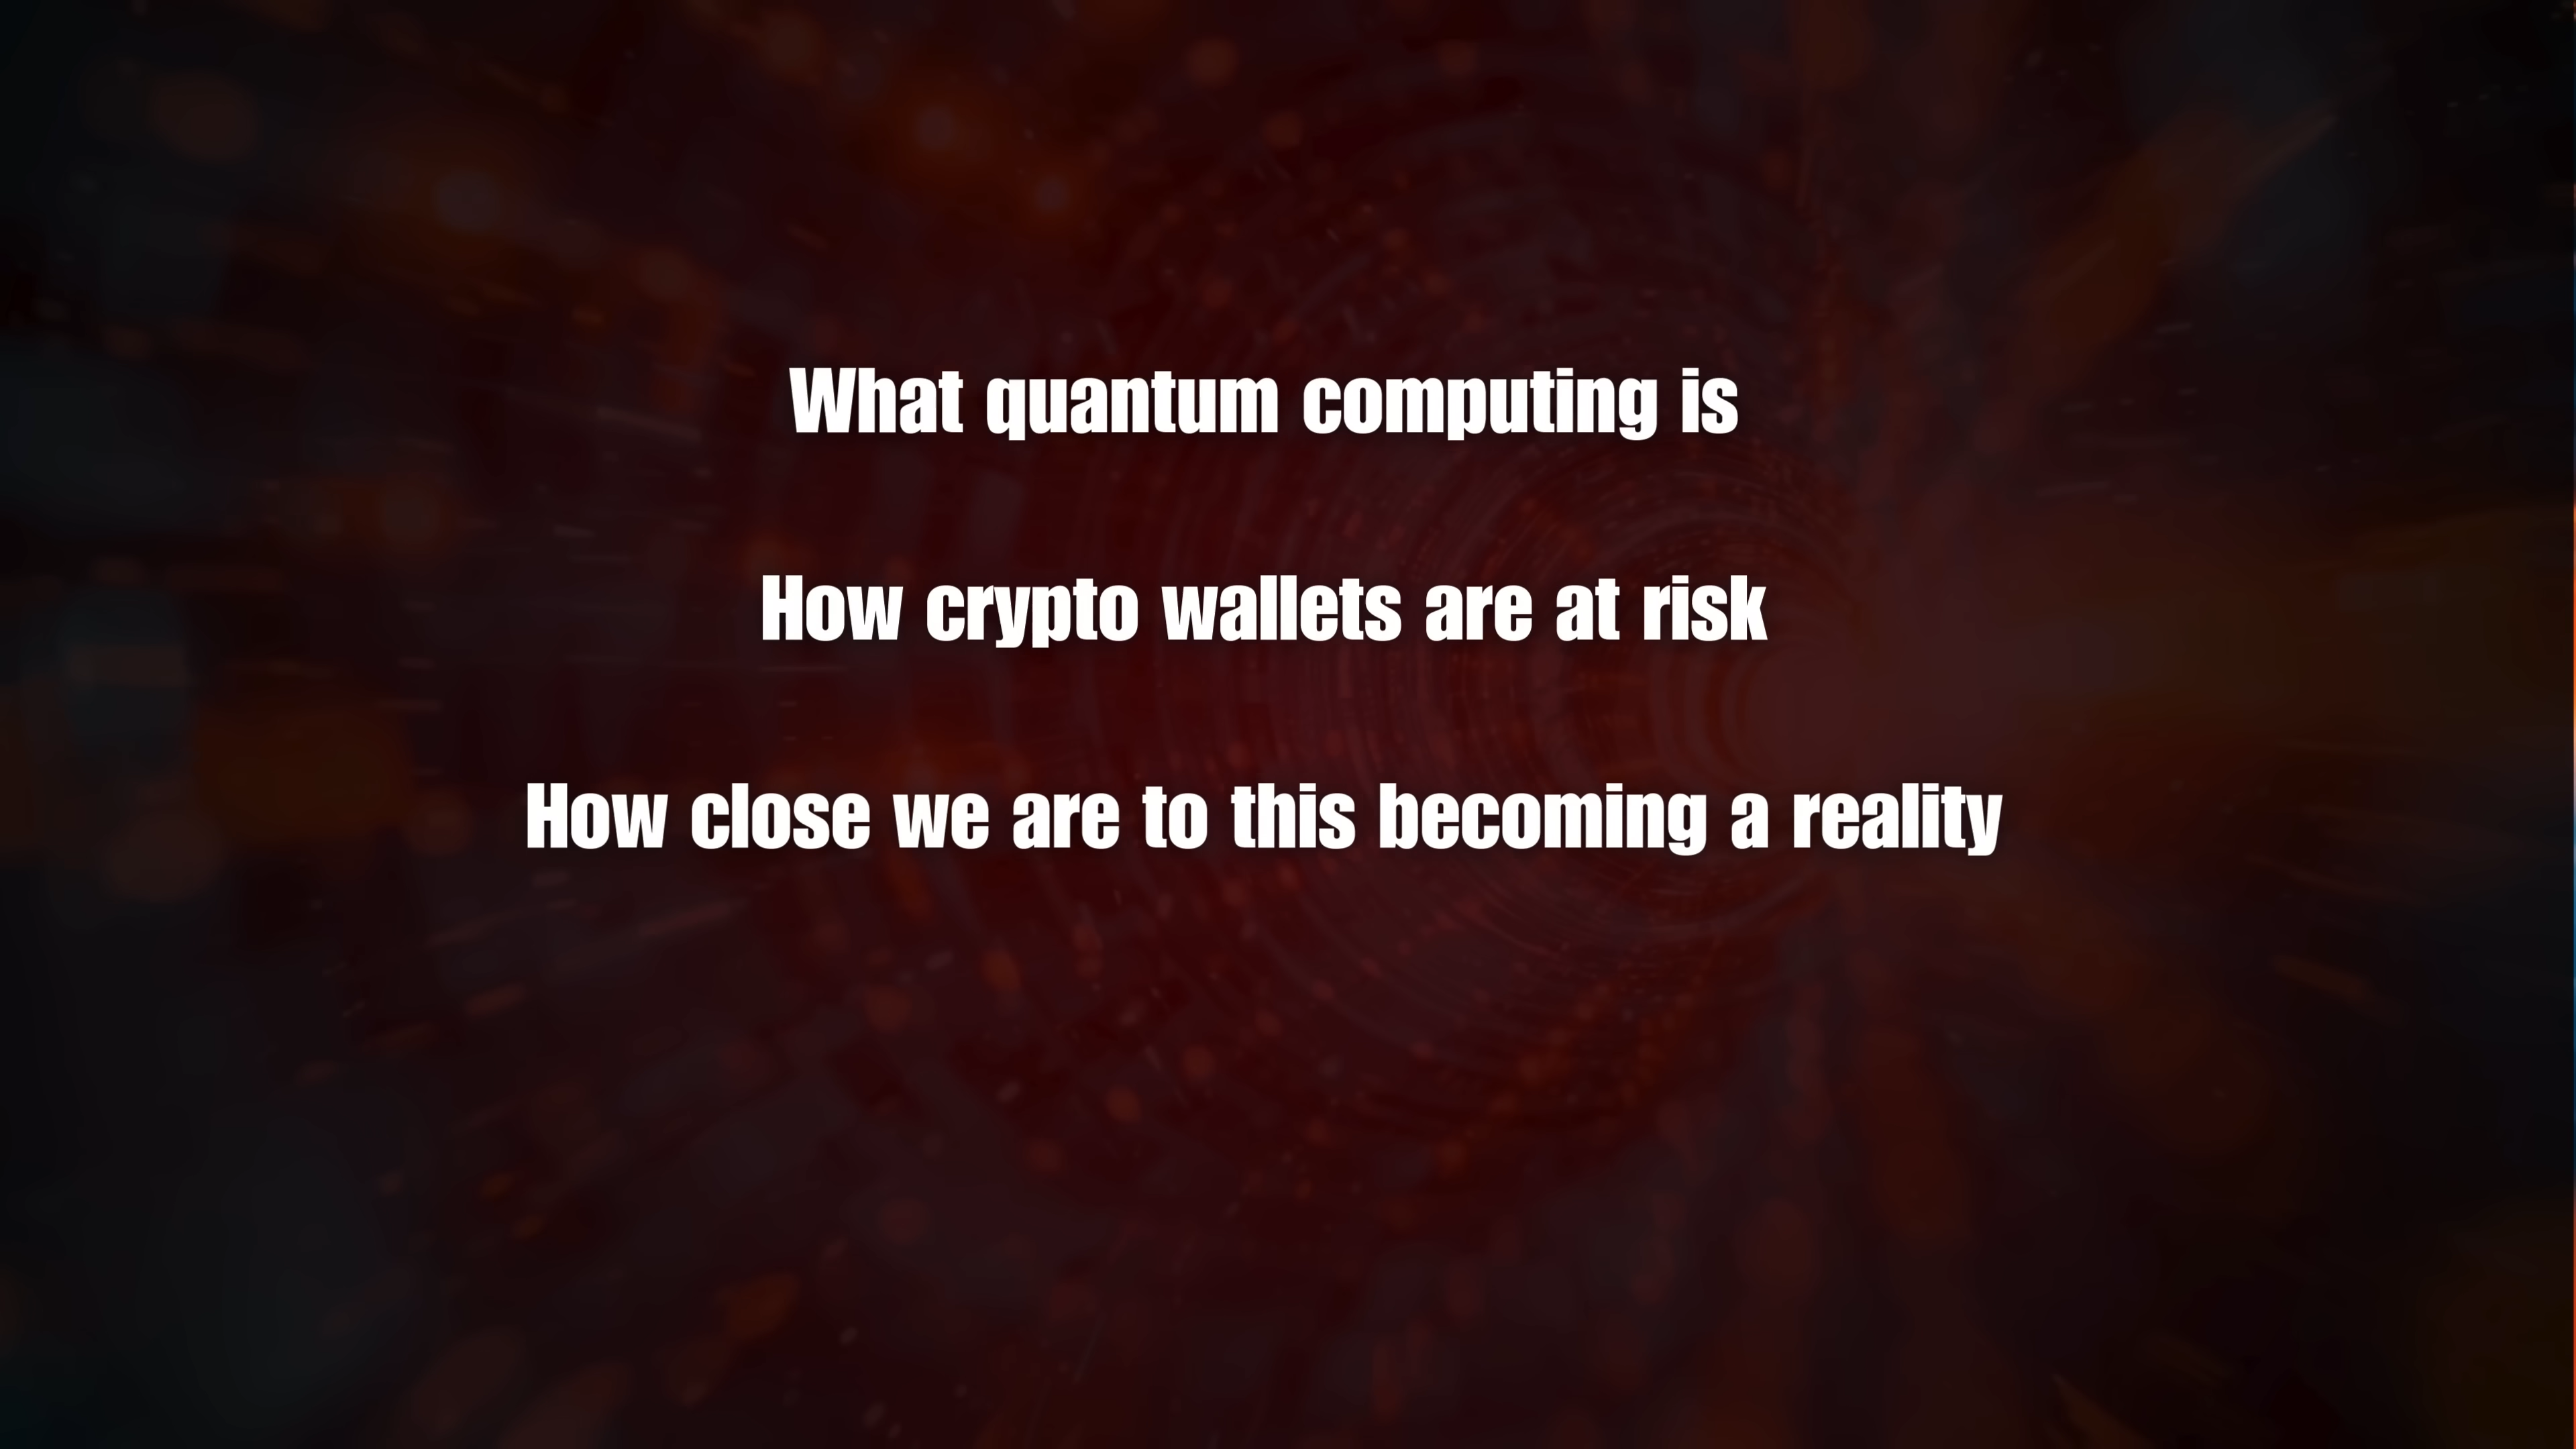 What quantum computing is
How crypto wallets are at risk
How close we are to this becoming a reality